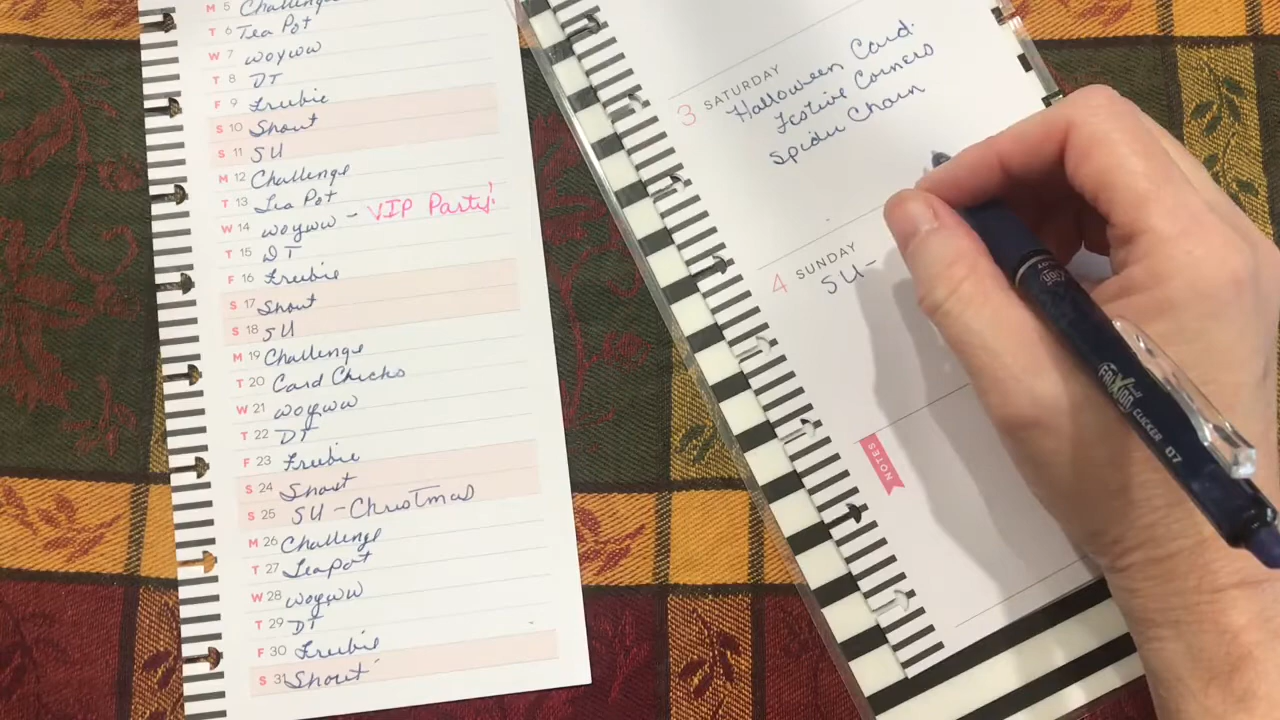 M 5 Challenge
T 6 Tea Pot
W 7 woyww
T 8 DT
F 9 Freebie
S 10 Shout
S 11 SU
M 12 Challenge
T 13 Tea Pot
W 14 woyww - VIP Party!
T 15 DT
F 16 Freebie
S 17 Shout
S 18 SU
M 19 Challenge
T 20 Card Chicks
W 21 woyww
T 22 DT
F 23 Freebie
S 24 Shout
S 25 SU - Christmas
M 26 Challenge
T 27 Teapot
W 28 woyww
T 29 DT
F 30 Freebie
S 31 Shout
3 SATURDAY
Halloween Card
Festive Corners
Spider Chain
4 SUNDAY
SU -
NOTES
FRIXION CLICKER 07